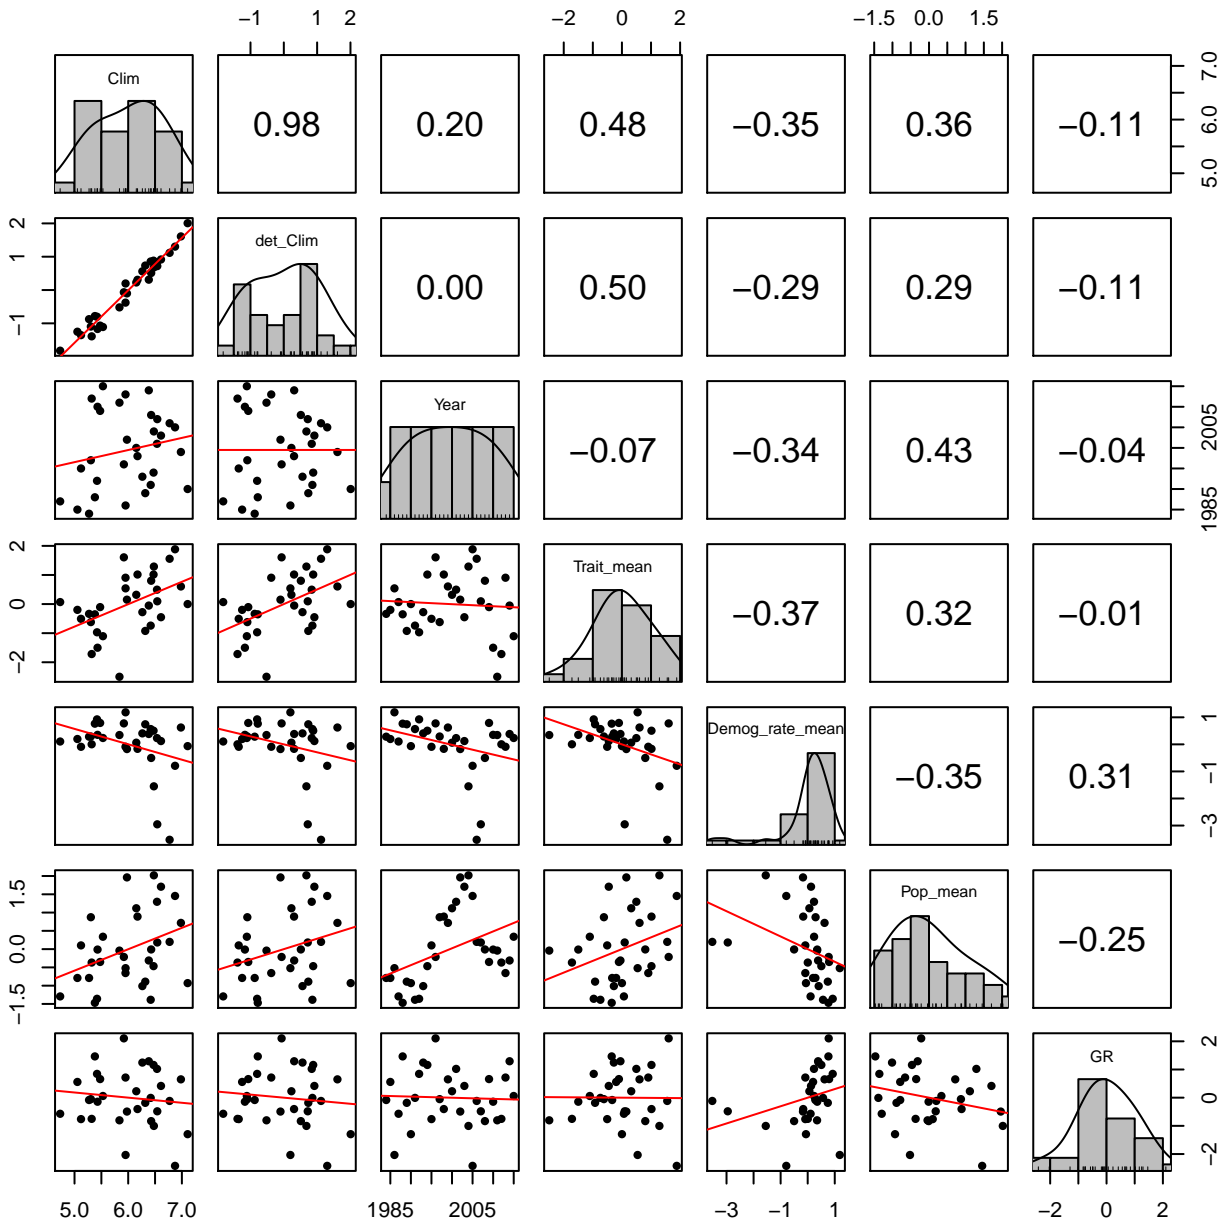 −1 1 2 −2 0 2 −1.5 0.0 1.5
Clim 0.98 0.20 0.48 −0.35 0.36 −0.11 5.0 6.0 7.0
−1 1 2 det_Clim 0.00 0.50 −0.29 0.29 −0.11
Year −0.07 −0.34 0.43 −0.04 1985 2005
−2 0 2 Trait_mean −0.37 0.32 −0.01
Demog_rate_mean −0.35 0.31 −3 −1 1
−1.5 0.0 1.5 Pop_mean −0.25
GR −2 0 2
5.0 6.0 7.0 1985 2005 −3 −1 1 −2 0 2